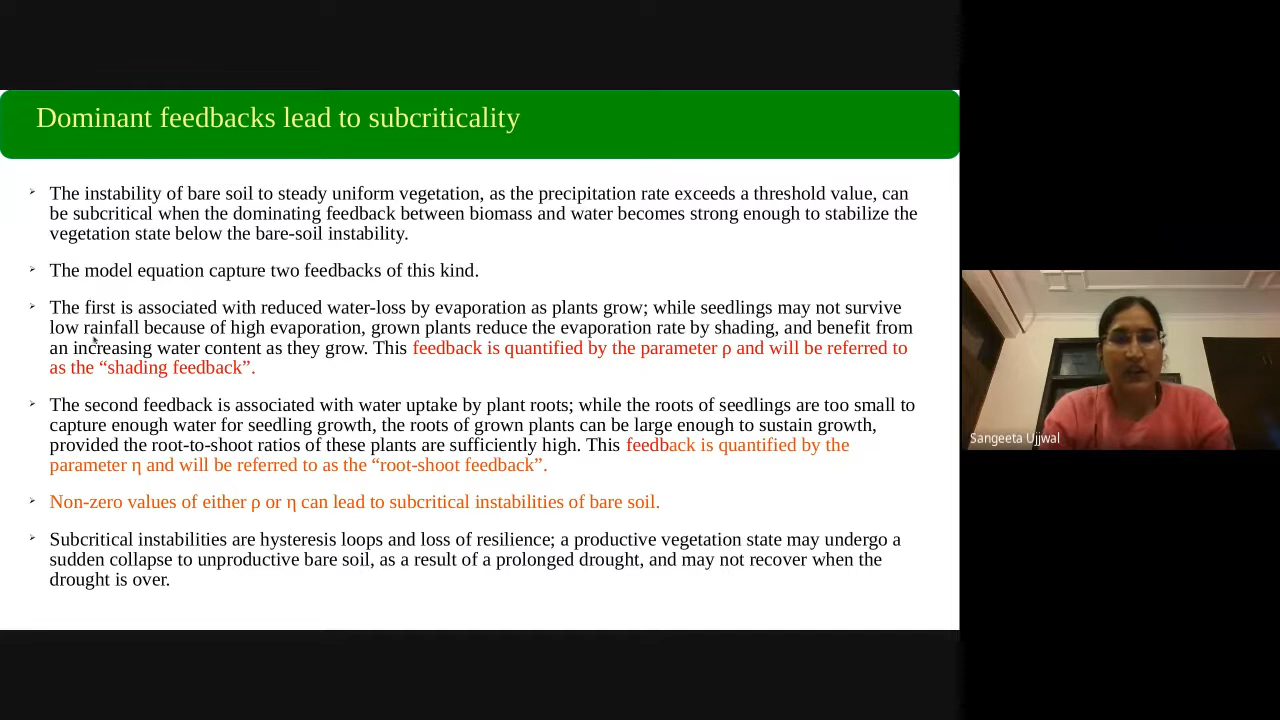 Dominant feedbacks lead to subcriticality
The instability of bare soil to steady uniform vegetation, as the precipitation rate exceeds a threshold value, can
be subcritical when the dominating feedback between biomass and water becomes strong enough to stabilize the
vegetation state below the bare-soil instability.
The model equation capture two feedbacks of this kind.
The first is associated with reduced water-loss by evaporation as plants grow; while seedlings may not survive
low rainfall because of high evaporation, grown plants reduce the evaporation rate by shading, and benefit from
an increasing water content as they grow. This feedback is quantified by the parameter ρ and will be referred to
as the “shading feedback”.
The second feedback is associated with water uptake by plant roots; while the roots of seedlings are too small to
capture enough water for seedling growth, the roots of grown plants can be large enough to sustain growth,
provided the root-to-shoot ratios of these plants are sufficiently high. This feedback is quantified by the
parameter η and will be referred to as the “root-shoot feedback”.
Non-zero values of either ρ or η can lead to subcritical instabilities of bare soil.
Subcritical instabilities are hysteresis loops and loss of resilience; a productive vegetation state may undergo a
sudden collapse to unproductive bare soil, as a result of a prolonged drought, and may not recover when the
drought is over.
Sangeeta Ujjwal